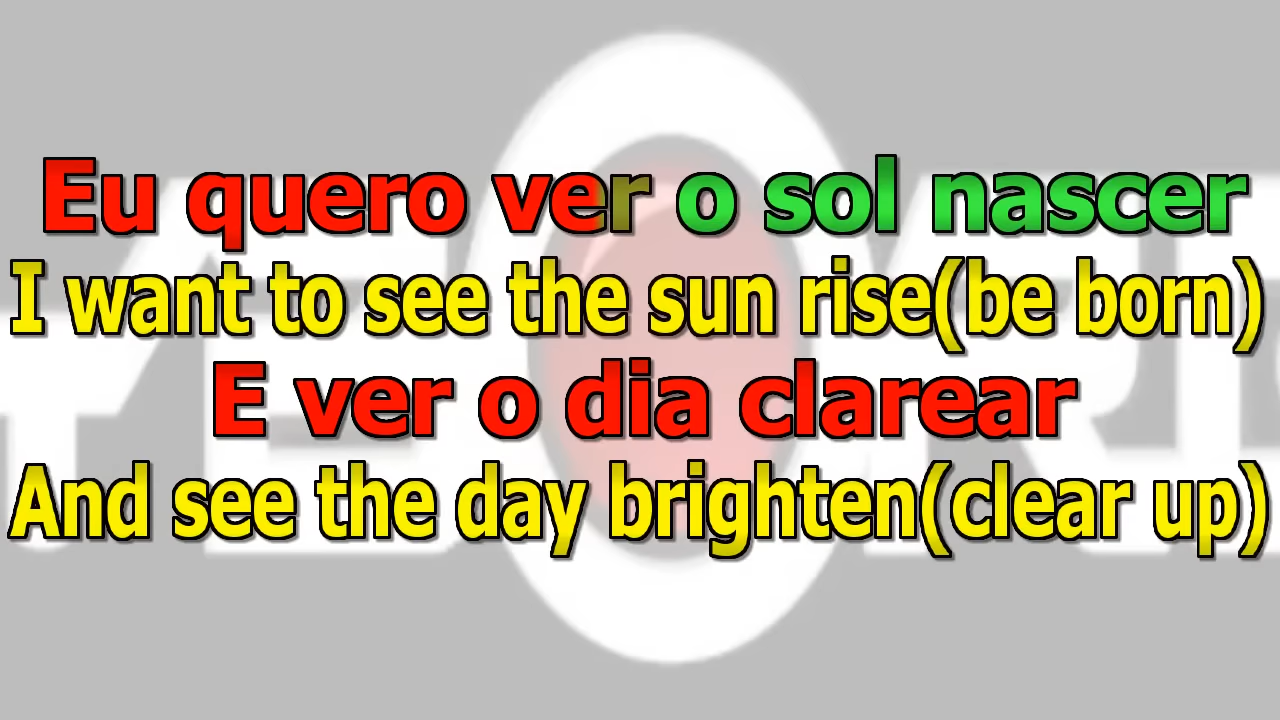 Eu quero ver o sol nascer
I want to see the sun rise(be born)
E ver o dia clarear
And see the day brighten(clear up)